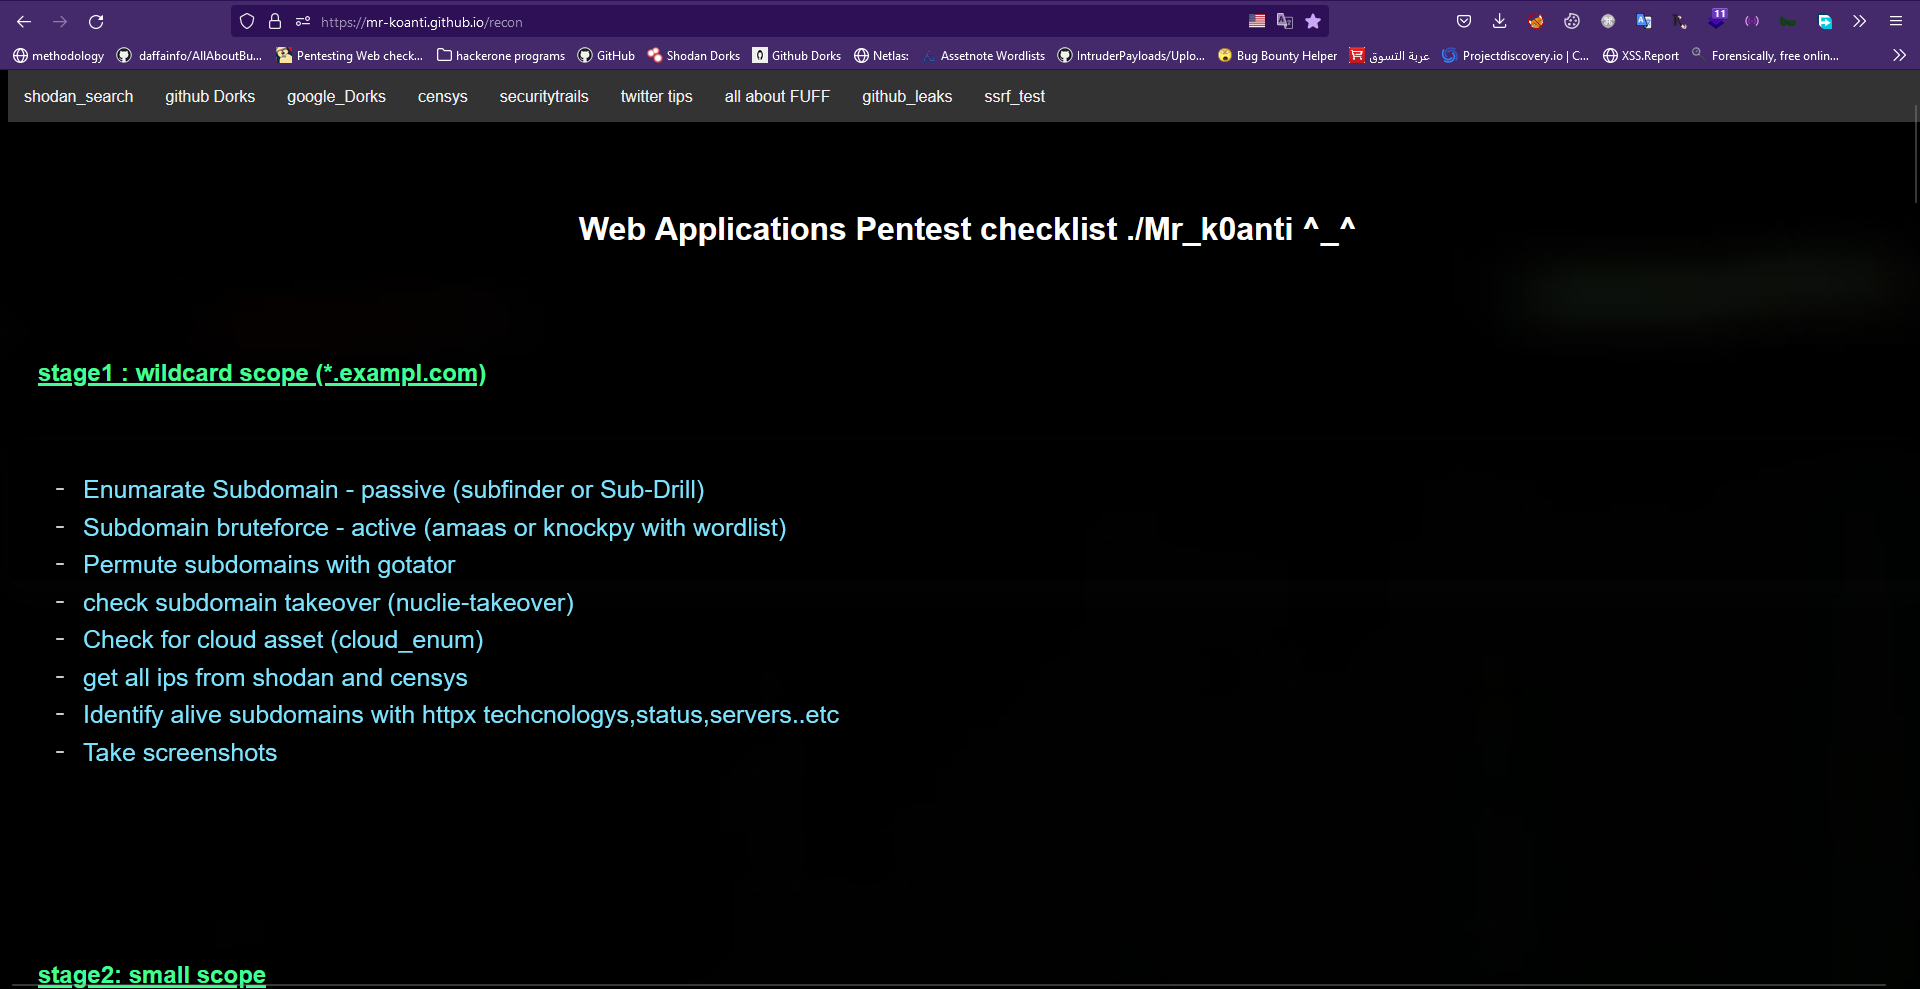 https://mr-koanti.github.io/recon
11
methodology daffainfo/AllAboutBu... Pentesting Web check... hackerone programs GitHub Shodan Dorks Github Dorks Netlas: Assetnote Wordlists IntruderPayloads/Uplo... Bug Bounty Helper عربة التسوق Projectdiscovery.io | C... XSS.Report Forensically, free onlin...
shodan_search github Dorks google_Dorks censys securitytrails twitter tips all about FUFF github_leaks ssrf_test
Web Applications Pentest checklist ./Mr_k0anti ^_^
stage1 : wildcard scope (*.exampl.com)
- Enumarate Subdomain - passive (subfinder or Sub-Drill)
- Subdomain bruteforce - active (amaas or knockpy with wordlist)
- Permute subdomains with gotator
- check subdomain takeover (nuclie-takeover)
- Check for cloud asset (cloud_enum)
- get all ips from shodan and censys
- Identify alive subdomains with httpx techcnologys,status,servers..etc
- Take screenshots
stage2: small scope